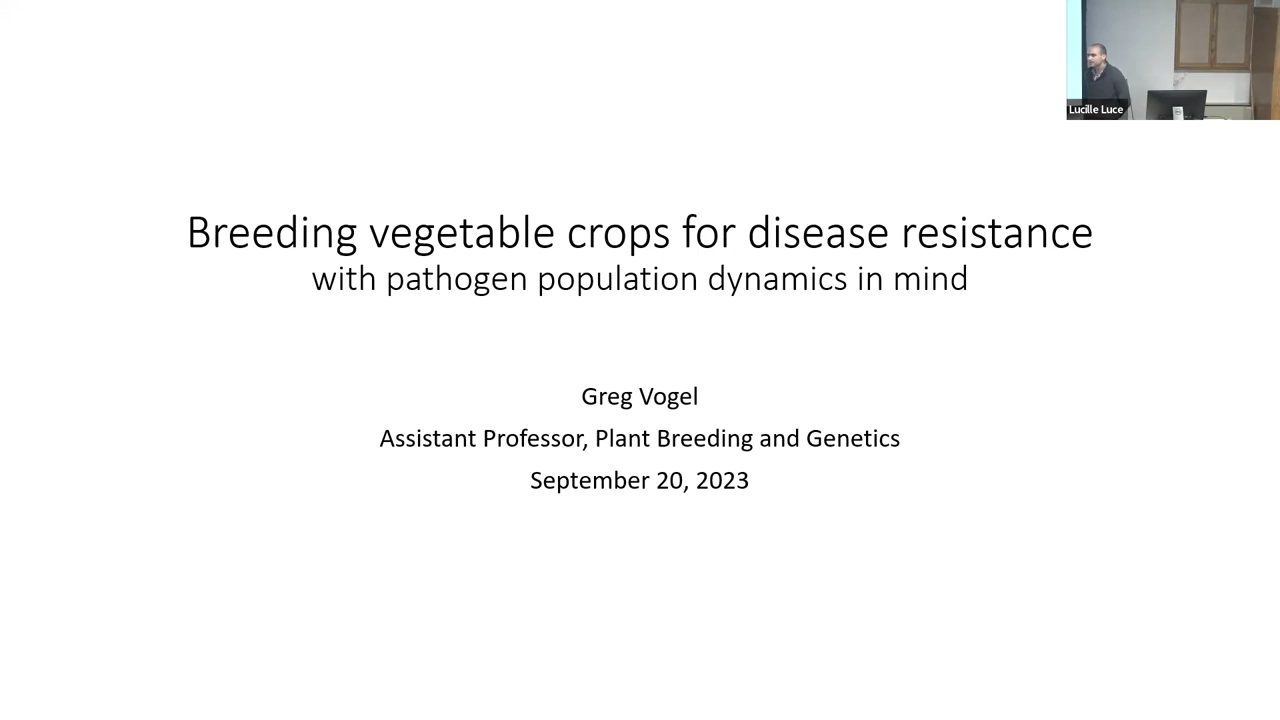 Lucille Luce
Breeding vegetable crops for disease resistance
with pathogen population dynamics in mind
Greg Vogel
Assistant Professor, Plant Breeding and Genetics
September 20, 2023